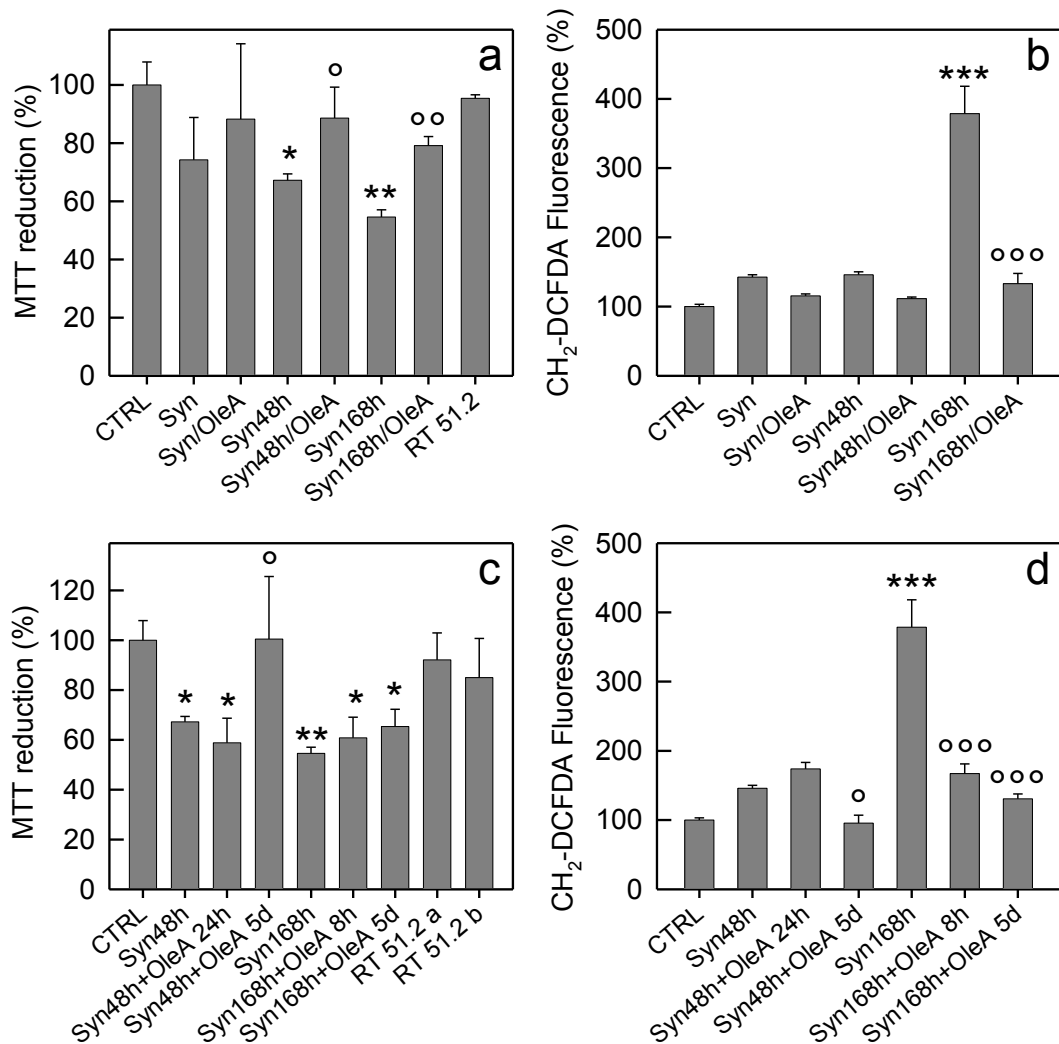 a
MTT reduction (%)
100
80
60
40
20
0
° 
°°
*
**
CTRL
Syn
Syn/OleA
Syn48h
Syn48h/OleA
Syn168h
Syn168h/OleA
RT 51.2
b
CH₂-DCFDA Fluorescence (%)
500
400
300
200
100
0
***
°°°
CTRL
Syn
Syn/OleA
Syn48h
Syn48h/OleA
Syn168h
Syn168h/OleA
c
MTT reduction (%)
120
100
80
60
40
20
0
°
*
*
**
*
*
CTRL
Syn48h
Syn48h+OleA 24h
Syn48h+OleA 5d
Syn168h
Syn168h+OleA 8h
Syn168h+OleA 5d
RT 51.2 a
RT 51.2 b
d
CH₂-DCFDA Fluorescence (%)
500
400
300
200
100
0
°
***
°°°
°°°
CTRL
Syn48h
Syn48h+OleA 24h
Syn48h+OleA 5d
Syn168h
Syn168h+OleA 8h
Syn168h+OleA 5d